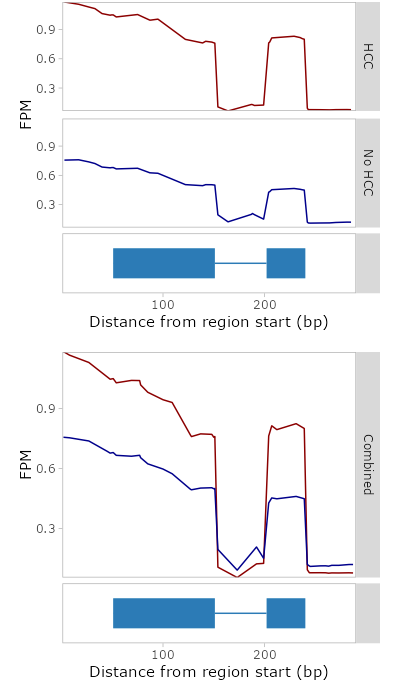 0.9
0.6
0.3
HCC
FPM
0.9
0.6
0.3
No HCC
100
200
Distance from region start (bp)
0.9
0.6
0.3
FPM
Combined
100
200
Distance from region start (bp)